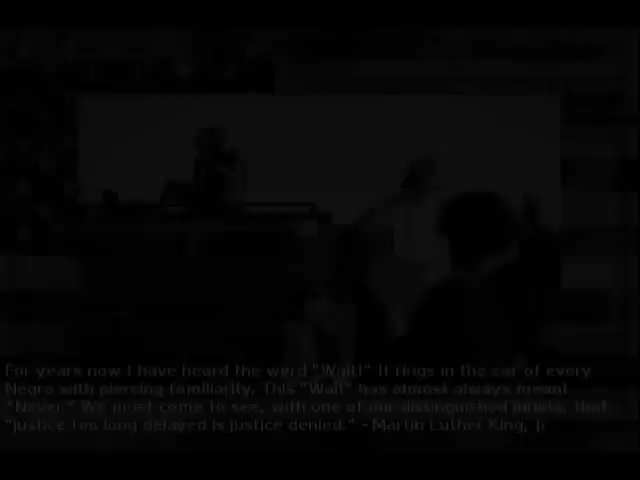 For years now I have heard the word "Wait!" It rings in the ear of every
Negro with piercing familiarity. This "Wait" has almost always meant
"Never." We must come to see, with one of our distinguished jurists, that
"justice too long delayed is justice denied." - Martin Luther King, Jr